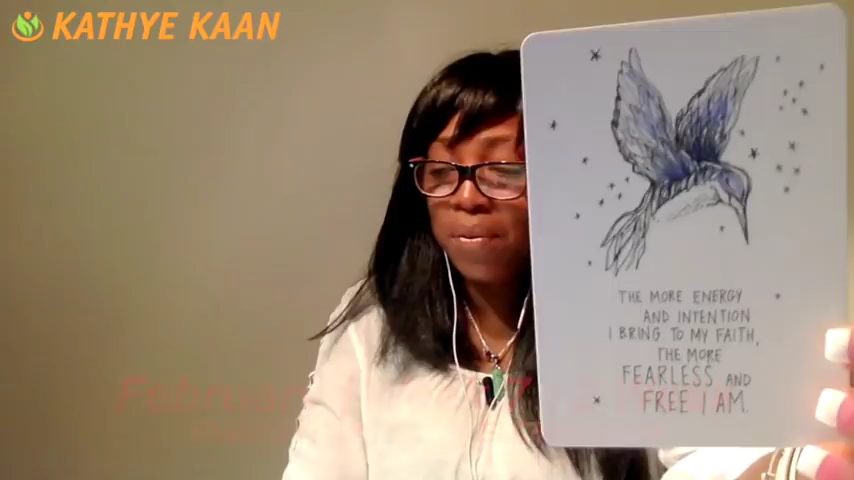 KATHYE KAAN
THE MORE ENERGY
AND INTENTION
I BRING TO MY FAITH,
THE MORE
FEARLESS AND
FREE I AM.